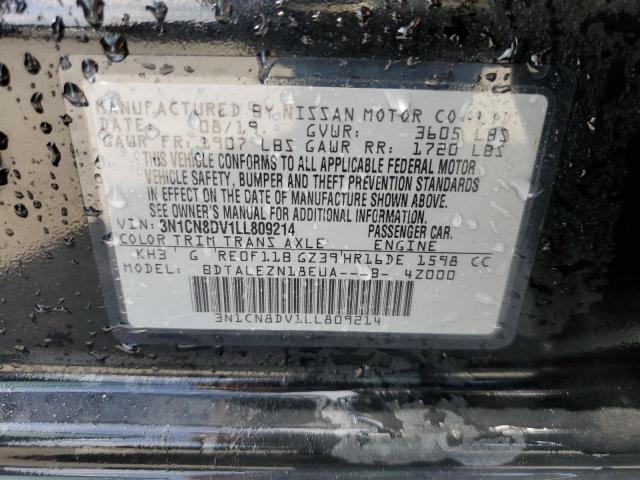 MANUFACTURED BY NISSAN MOTOR CO., LTD.
DATE: 08/19 GVWR: 3605 LBS
GAWR FR: 1907 LBS GAWR RR: 1720 LBS
THIS VEHICLE CONFORMS TO ALL APPLICABLE FEDERAL MOTOR
VEHICLE SAFETY, BUMPER AND THEFT PREVENTION STANDARDS
IN EFFECT ON THE DATE OF MANUFACTURE SHOWN ABOVE.
SEE OWNER'S MANUAL FOR ADDITIONAL INFORMATION.
VIN: 3N1CN8DV1LL809214 PASSENGER CAR.
COLOR TRIM TRANS AXLE ENGINE
KH3 G RE0F11B GZ39 HR16DE 1598 CC
MODEL: BDTALEZN18EUA---B- 4Z000
3N1CN8DV1LL809214